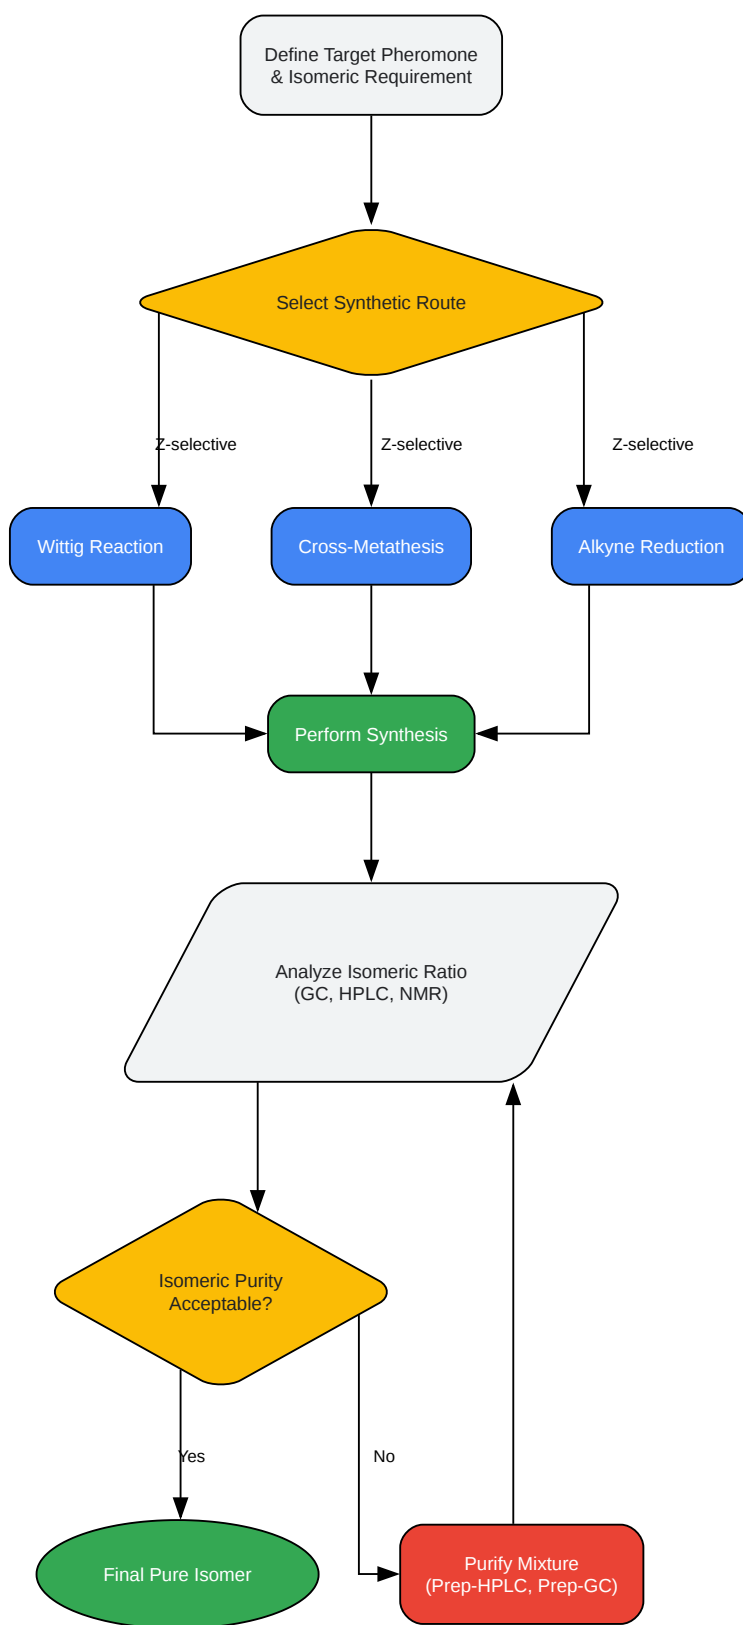 Define Target Pheromone
& Isomeric Requirement
Select Synthetic Route
Z-selective
Z-selective
Z-selective
Wittig Reaction
Cross-Metathesis
Alkyne Reduction
Perform Synthesis
Analyze Isomeric Ratio
(GC, HPLC, NMR)
Isomeric Purity
Acceptable?
Yes
No
Final Pure Isomer
Purify Mixture
(Prep-HPLC, Prep-GC)